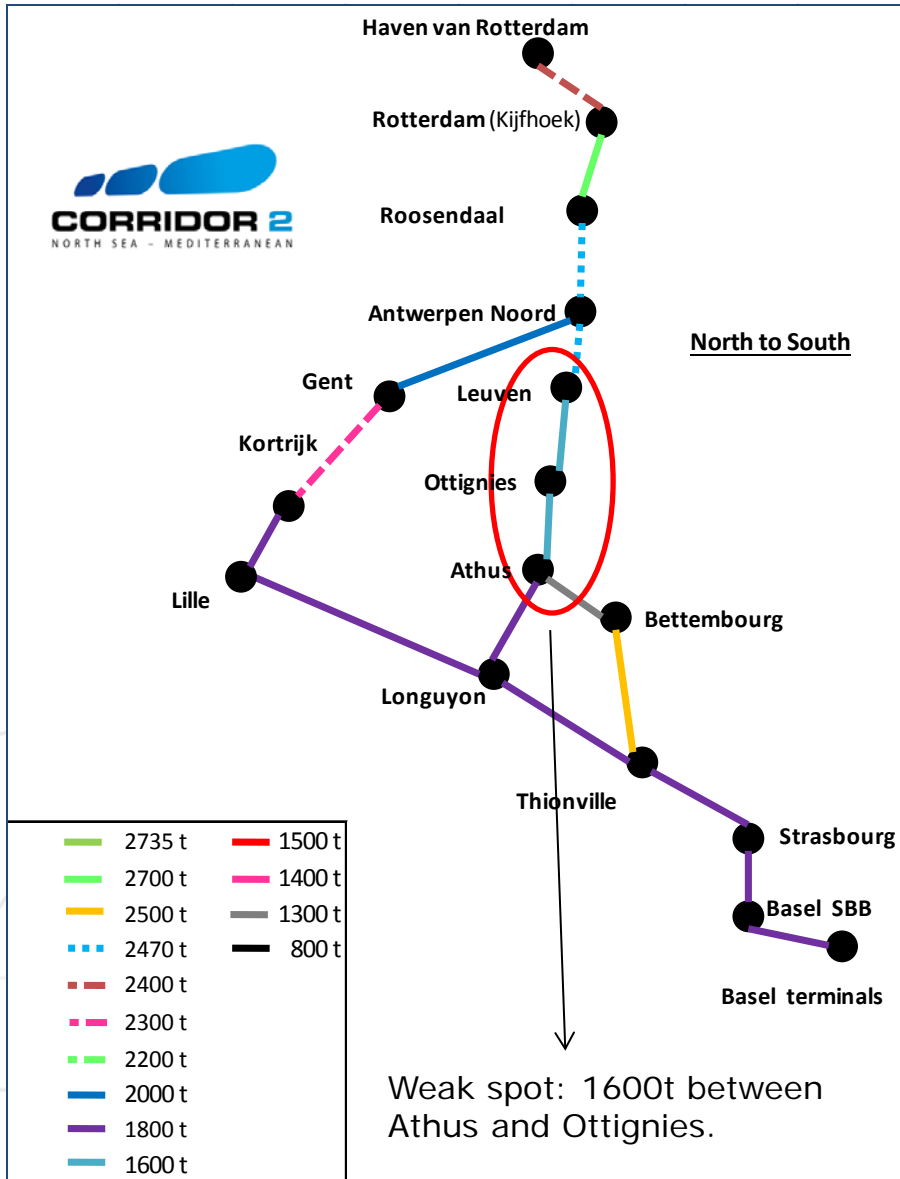 Haven van Rotterdam
Rotterdam (Kijfhoek)
CORRIDOR 2
NORTH SEA – MEDITERRANEAN
Roosendaal
Antwerpen Noord
North to South
Gent
Leuven
Kortrijk
Ottignies
Athus
Lille
Bettembourg
Longuyon
Thionville
Strasbourg
Basel SBB
Basel terminals
2735 t
2700 t
2500 t
2470 t
2400 t
2300 t
2200 t
2000 t
1800 t
1600 t
1500 t
1400 t
1300 t
800 t
Weak spot: 1600t between
Athus and Ottignies.